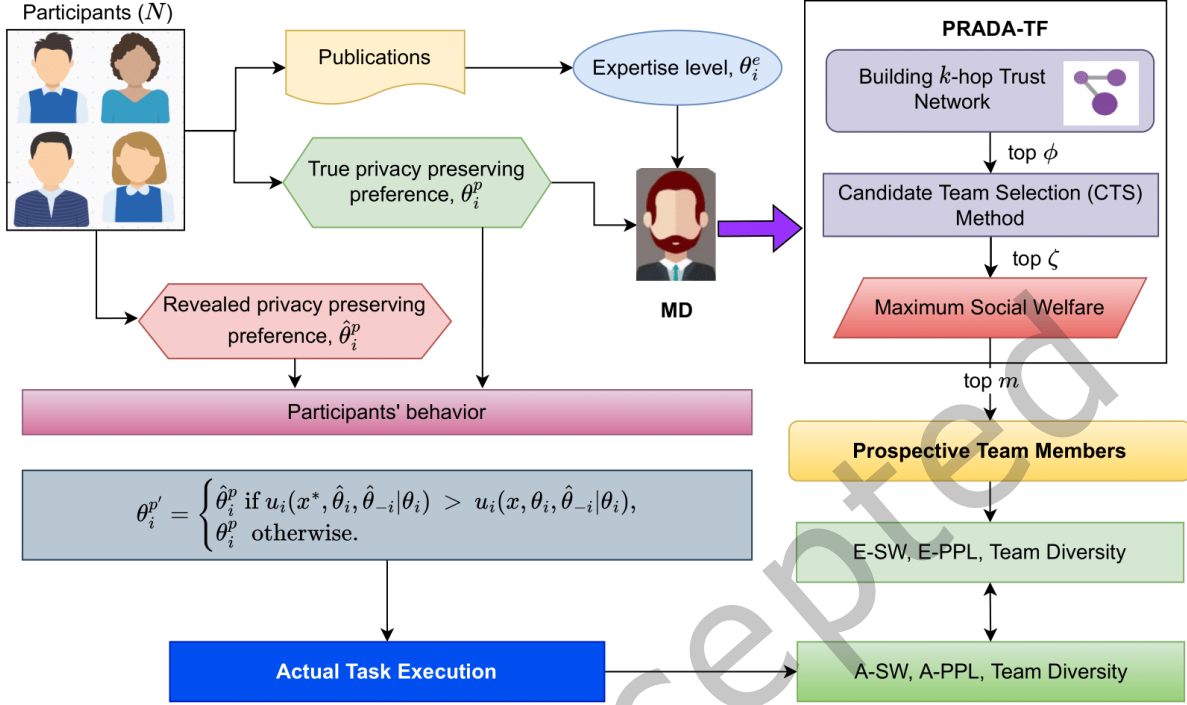 Participants (N)
Publications
Expertise level, θ_i^e
True privacy preserving
preference, θ_i^p
MD
Revealed privacy preserving
preference, θ̂_i^p
Participants' behavior
θ_i^{p'} = { θ̂_i^p if u_i(x*, θ̂_i, θ̂_{-i}|θ_i) > u_i(x, θ_i, θ̂_{-i}|θ_i),
θ_i^p otherwise.
Actual Task Execution
PRADA-TF
Building k-hop Trust
Network
top ϕ
Candidate Team Selection (CTS)
Method
top ζ
Maximum Social Welfare
top m
Prospective Team Members
E-SW, E-PPL, Team Diversity
A-SW, A-PPL, Team Diversity
cepted